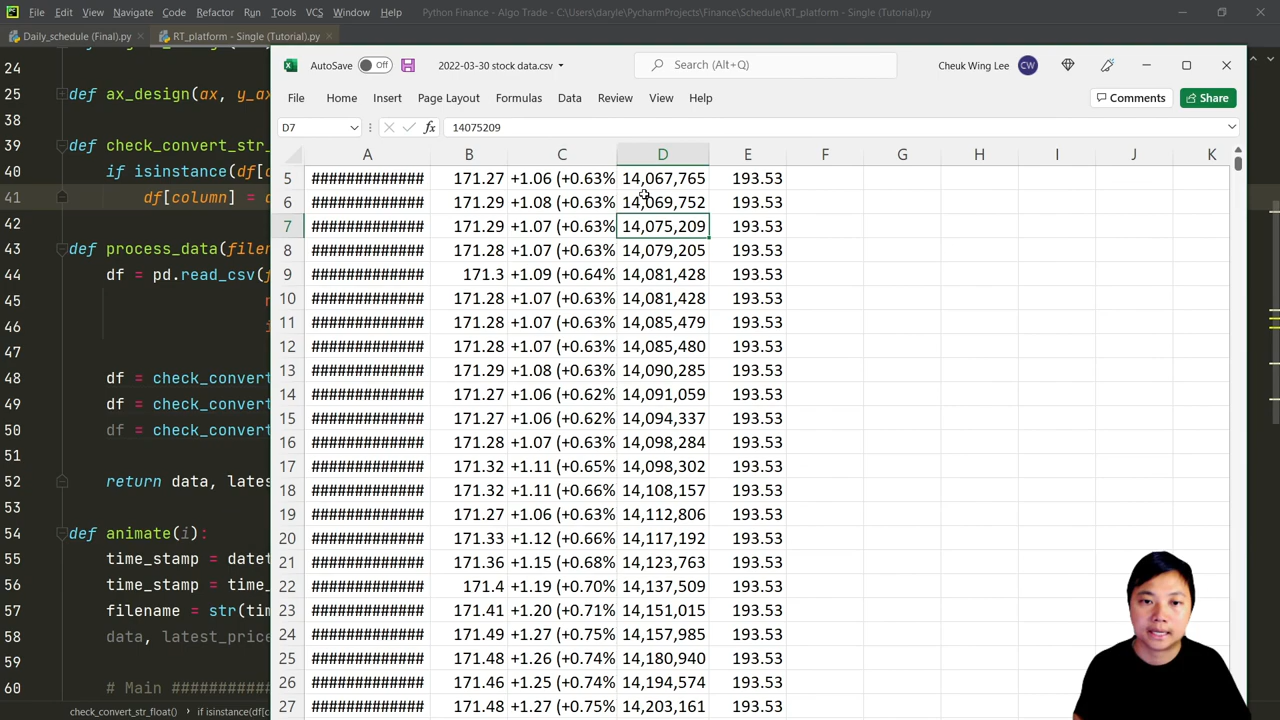 File Edit View Navigate Code Refactor Run Tools VCS Window Help Python Finance - Algo Trade - C:\Users\daryle\PycharmProjects\Finance\Schedule\RT_platform - Single (Tutorial).py
Daily_schedule (Final).py RT_platform - Single (Tutorial).py
AutoSave Off 2022-03-30 stock data.csv Search (Alt+Q) Cheuk Wing Lee CW
File Home Insert Page Layout Formulas Data Review View Help Comments Share
D7 fx 14075209
A B C D E F G H I J K
5 ############# 171.27 +1.06 (+0.63% 14,067,765 193.53
6 ############# 171.29 +1.08 (+0.63% 14,069,752 193.53
7 ############# 171.29 +1.07 (+0.63% 14,075,209 193.53
8 ############# 171.28 +1.07 (+0.63% 14,079,205 193.53
9 ############# 171.3 +1.09 (+0.64% 14,081,428 193.53
10 ############# 171.28 +1.07 (+0.63% 14,081,428 193.53
11 ############# 171.28 +1.07 (+0.63% 14,085,479 193.53
12 ############# 171.28 +1.07 (+0.63% 14,085,480 193.53
13 ############# 171.29 +1.08 (+0.63% 14,090,285 193.53
14 ############# 171.27 +1.06 (+0.62% 14,091,059 193.53
15 ############# 171.27 +1.06 (+0.62% 14,094,337 193.53
16 ############# 171.28 +1.07 (+0.63% 14,098,284 193.53
17 ############# 171.32 +1.11 (+0.65% 14,098,302 193.53
18 ############# 171.32 +1.11 (+0.66% 14,108,157 193.53
19 ############# 171.27 +1.06 (+0.63% 14,112,806 193.53
20 ############# 171.33 +1.12 (+0.66% 14,117,192 193.53
21 ############# 171.36 +1.15 (+0.68% 14,123,763 193.53
22 ############# 171.4 +1.19 (+0.70% 14,137,509 193.53
23 ############# 171.41 +1.20 (+0.71% 14,151,015 193.53
24 ############# 171.49 +1.27 (+0.75% 14,157,985 193.53
25 ############# 171.48 +1.26 (+0.74% 14,180,940 193.53
26 ############# 171.46 +1.25 (+0.74% 14,184,574 193.53
27 ############# 171.48 +1.27 (+0.75% 14,203,161 193.53
24
25 def ax_design(ax, y_ax
38
39 def check_convert_str_
40 if isinstance(df[
41 df[column] =
42
43 def process_data(filen
44 df = pd.read_csv(
45
46
47
48 df = check_convert
49 df = check_convert
50 df = check_convert
51
52 return data, lates
53
54 def animate(i):
55 time_stamp = datet
56 time_stamp = time_
57 filename = str(tim
58 data, latest_price
59
60 # Main ###########
check_convert_str_float() if isinstance(df[c